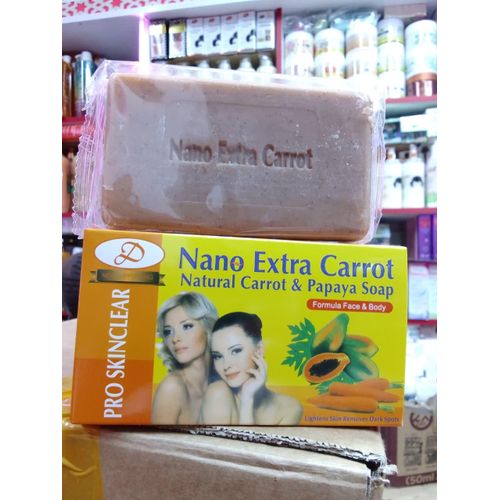 Nano Extra Carrot
PRO SKINCLEAR
D
Nano Extra Carrot
Natural Carrot & Papaya Soap
Formula Face & Body
Lightens Skin Removes Dark Spots
(50ml